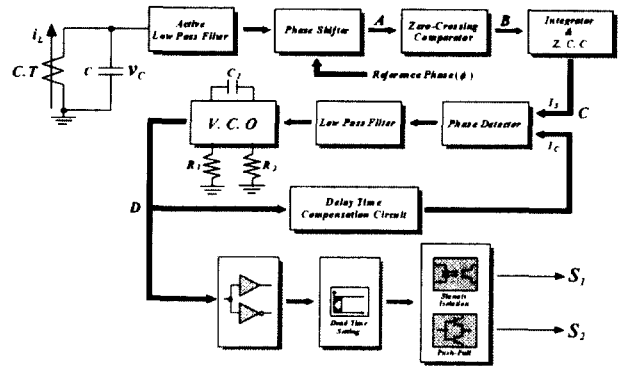 i_L
C.T
C
v_C
Active
Low Pass Filter
Phase Shifter
A
Zero-Crossing
Comparator
B
Integrator
&
Z. C. C
Reference Phase(ϕ)
C_1
V. C. O
R_1
R_2
Low Pass Filter
Phase Detector
I_S
C
I_C
D
Delay Time
Compensation Circuit
Dead Time
Setting
Isolation
Push-Pull
S_1
S_2